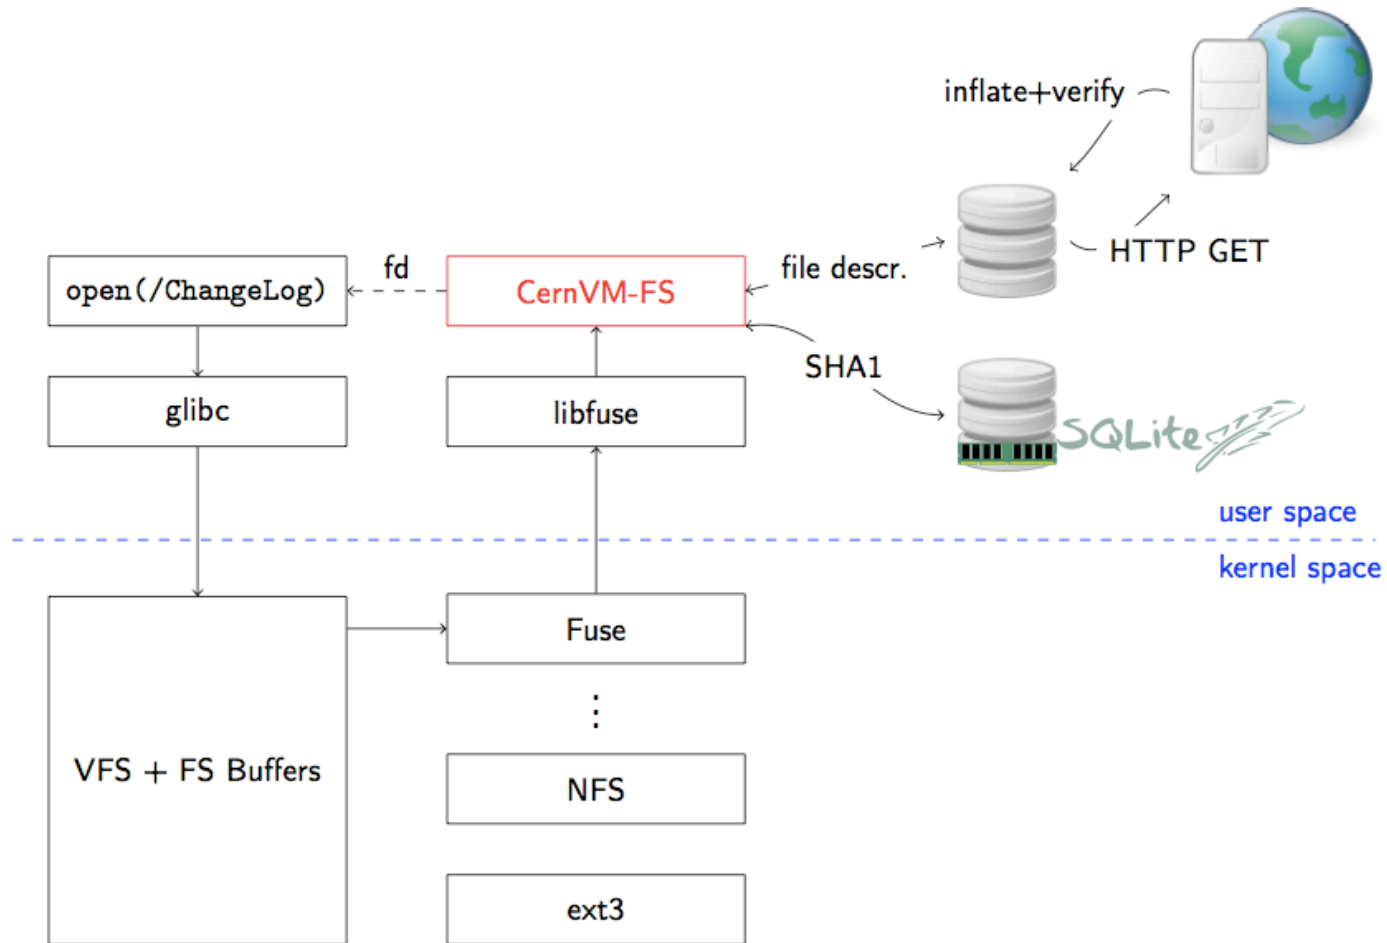 inflate+verify
HTTP GET
open(/ChangeLog)
fd
CernVM-FS
file descr.
SHA1
glibc
libfuse
SQLite
user space
kernel space
VFS + FS Buffers
Fuse
⋮
NFS
ext3